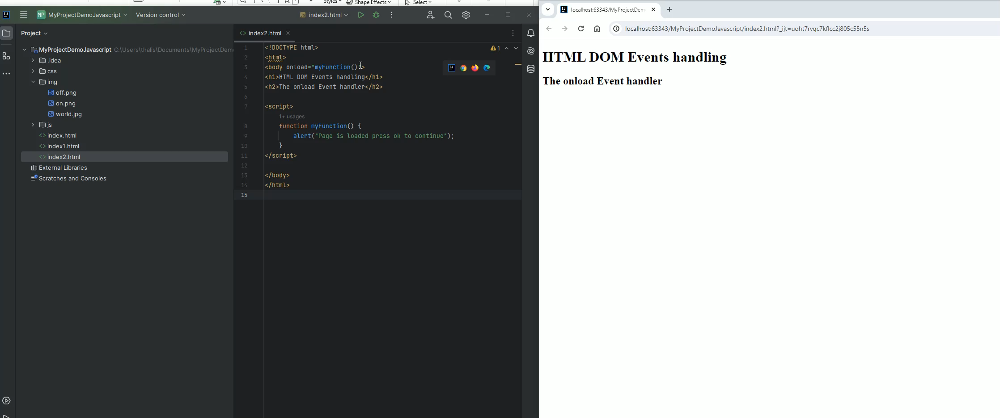 Styles
Shape Effects
Select
IJ
MP MyProjectDemoJavascript
Version control
JS index2.html
Project
MyProjectDemoJavascript C:\Users\thalis\Documents\MyProjectDem
.idea
css
img
off.png
on.png
world.jpg
js
<> index.html
<> index1.html
<> index2.html
External Libraries
Scratches and Consoles
<> index2.html
1
1 <!DOCTYPE html>
2 <html>
3 <body onload="myFunction()">
4 <h1>HTML DOM Events handling</h1>
5 <h2>The onload Event handler</h2>
6
7 <script>
1+ usages
8 function myFunction() {
9 alert("Page is loaded press ok to continue");
10 }
11 </script>
12
13 </body>
14 </html>
15
IJ
IJ localhost:63343/MyProjectDem
localhost:63343/MyProjectDemoJavascript/index2.html?_ijt=uoht7rvqc7kflcc2j805c55n5s
HTML DOM Events handling
The onload Event handler